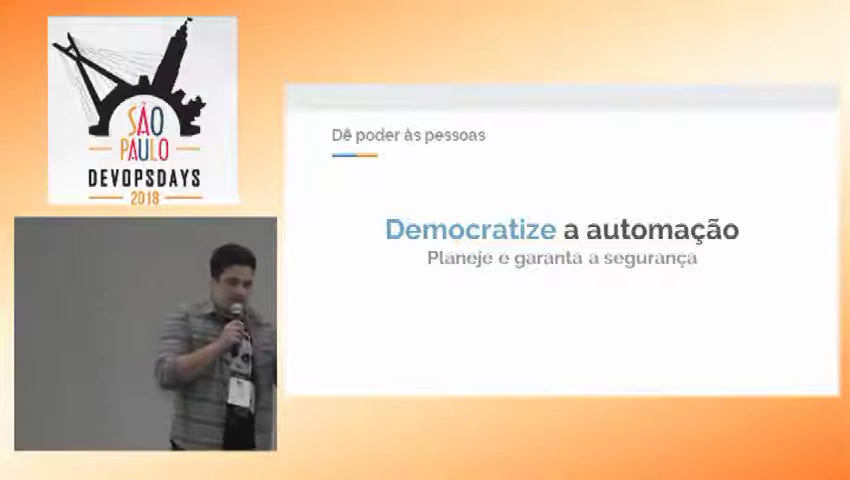 SÃO
PAULO
DEVOPSDAYS
2018
Dê poder às pessoas
Democratize a automação
Planeje e garanta a segurança